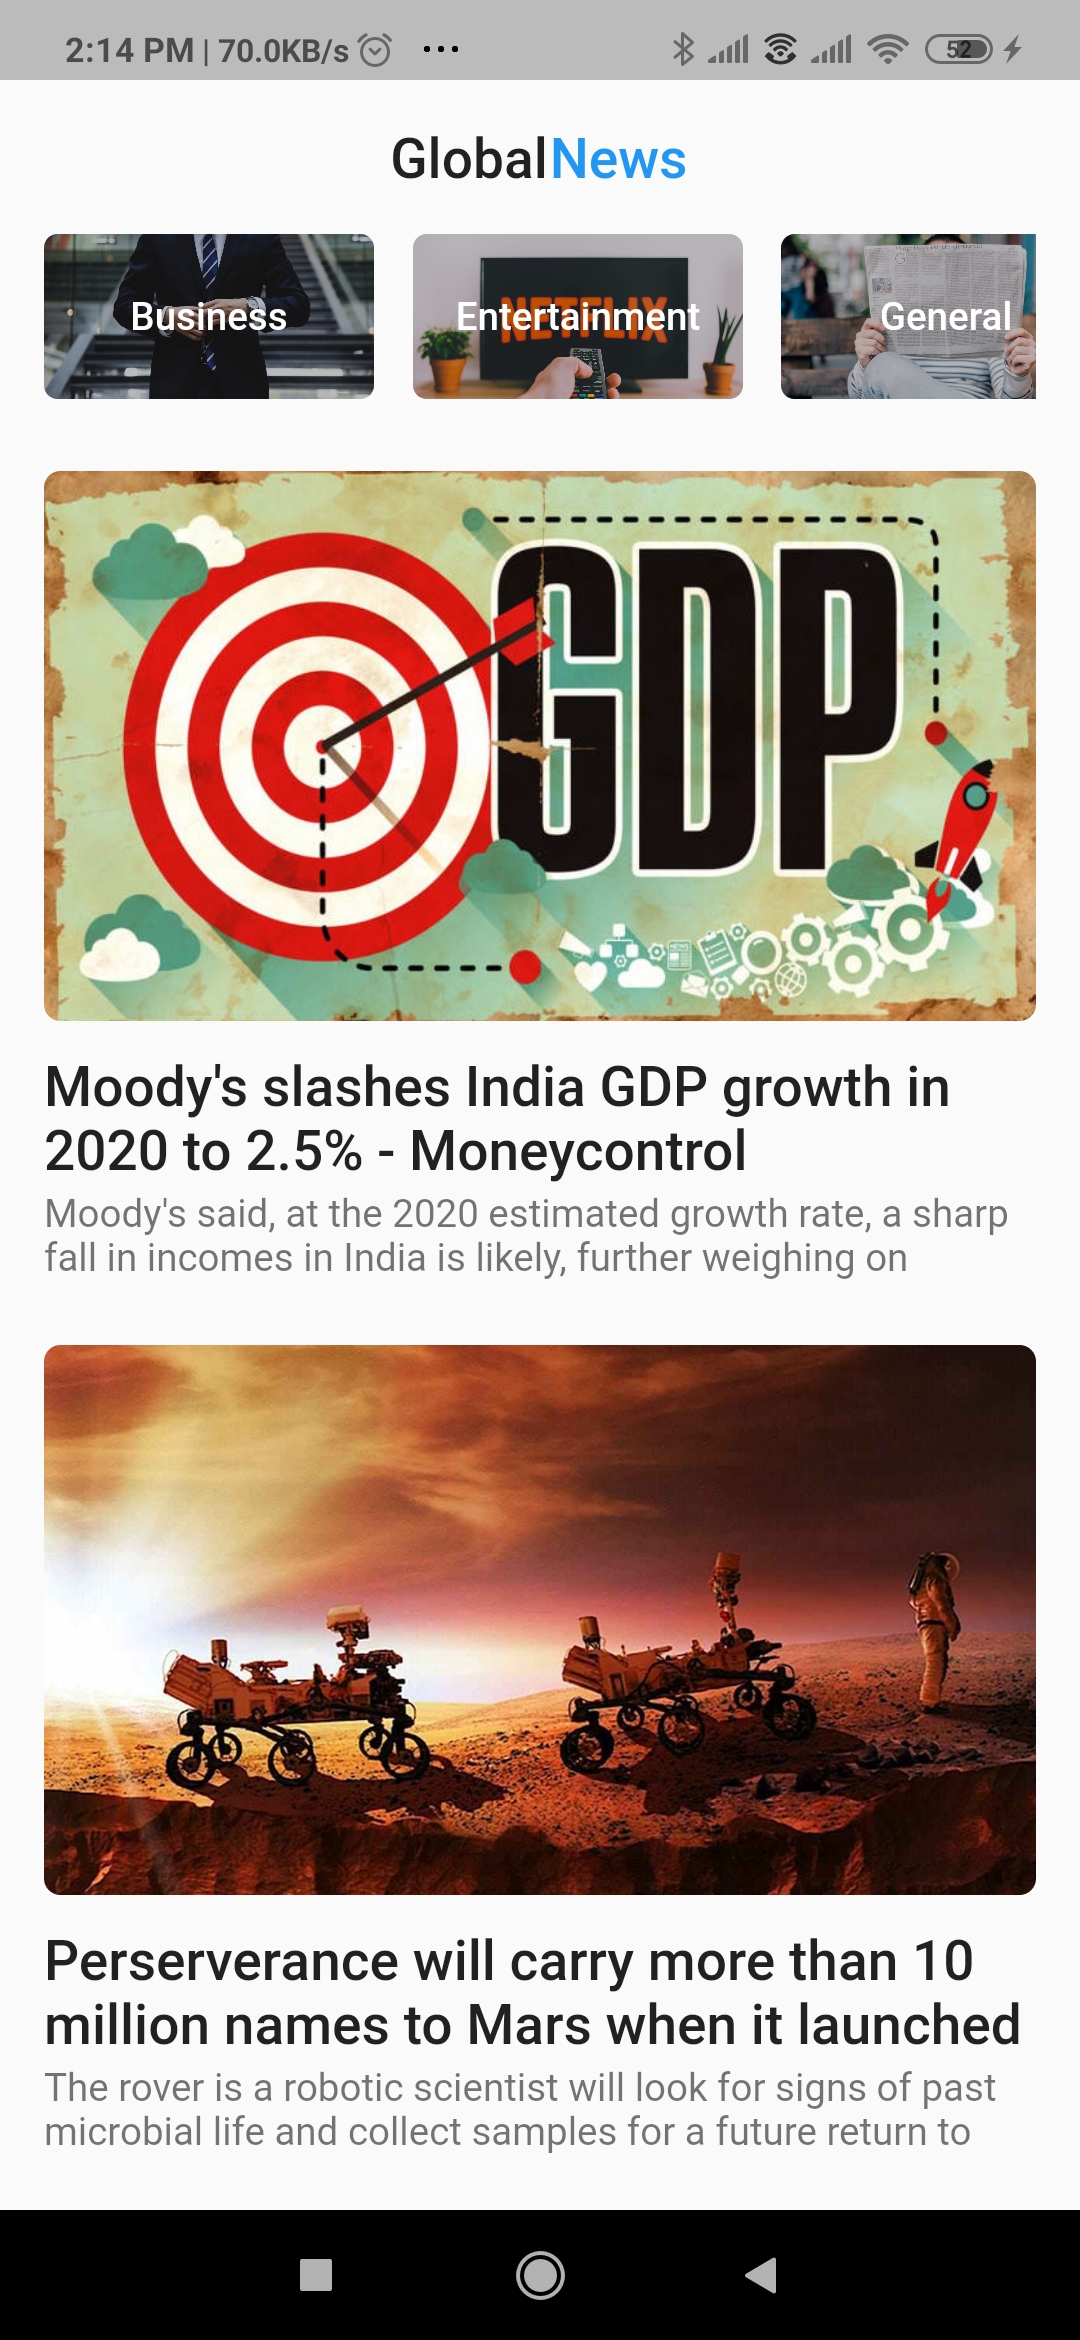 2:14 PM | 70.0KB/s ... 52
GlobalNews
Business
NETFLIX
Entertainment
General
GDP
Moody's slashes India GDP growth in
2020 to 2.5% - Moneycontrol
Moody's said, at the 2020 estimated growth rate, a sharp
fall in incomes in India is likely, further weighing on
Perserverance will carry more than 10
million names to Mars when it launched
The rover is a robotic scientist will look for signs of past
microbial life and collect samples for a future return to